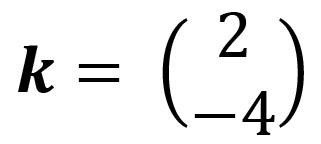 k = (2
−4)